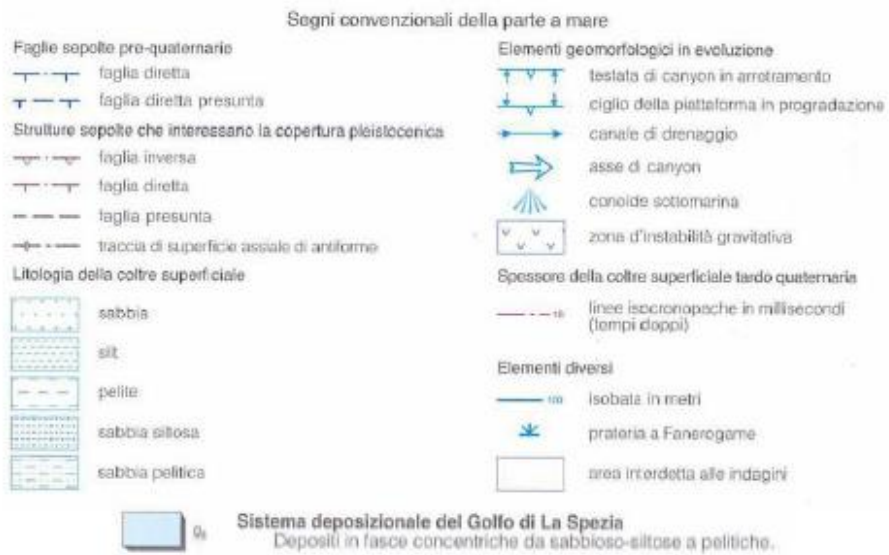 Segni convenzionali della parte a mare
Faglie sepolte pre-quaternarie
faglia diretta
faglia diretta presunta
Strutture sepolte che interessano la copertura pleistocenica
faglia inversa
faglia diretta
faglia presunta
traccia di superficie assiale di antiforme
Litologia della coltre superficiale
sabbia
silt
pelite
sabbia siltosa
sabbia pelitica
Elementi geomorfologici in evoluzione
testata di canyon in arretramento
ciglio della piattaforma in progradazione
canale di drenaggio
asse di canyon
conoide sottomarina
zona d'instabilità gravitativa
Spessore della coltre superficiale tardo quaternaria
18
linee isocronopache in millisecondi
(tempi doppi)
Elementi diversi
100
isobata in metri
prateria a Fanerogame
area interdetta alle indagini
Sistema deposizionale del Golfo di La Spezia
Depositi in fasce concentriche da sabbioso-siltose a pelitiche.